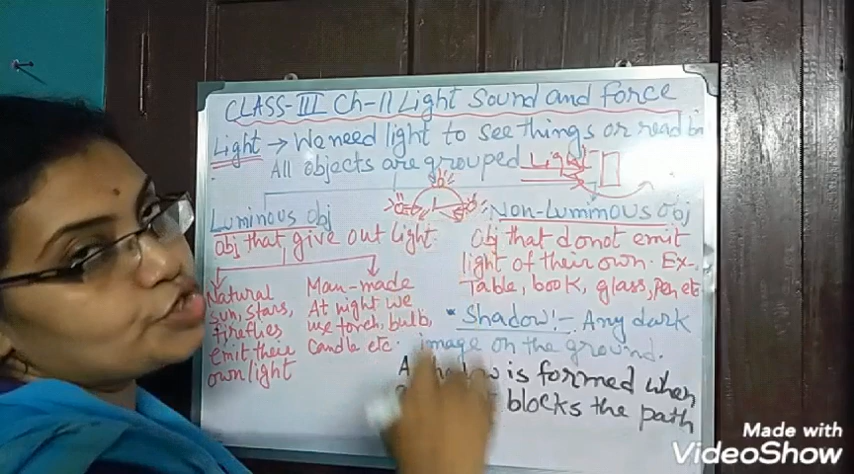 CLASS-III Ch-11 Light Sound and force
Light → We need light to see things or read
All objects are grouped Light
Luminous obj
obj that give out light
Natural
sun, stars,
fireflies
emit their
own light
Man-made
At night we
use torch, bulb,
candle etc.
Non-Luminous obj
Obj that donot emit
light of their own. Ex-
Table, book, glass, Pen, etc
Shadow:- Any dark
image on the ground.
A shadow is formed when
blocks the path
Made with
VideoShow